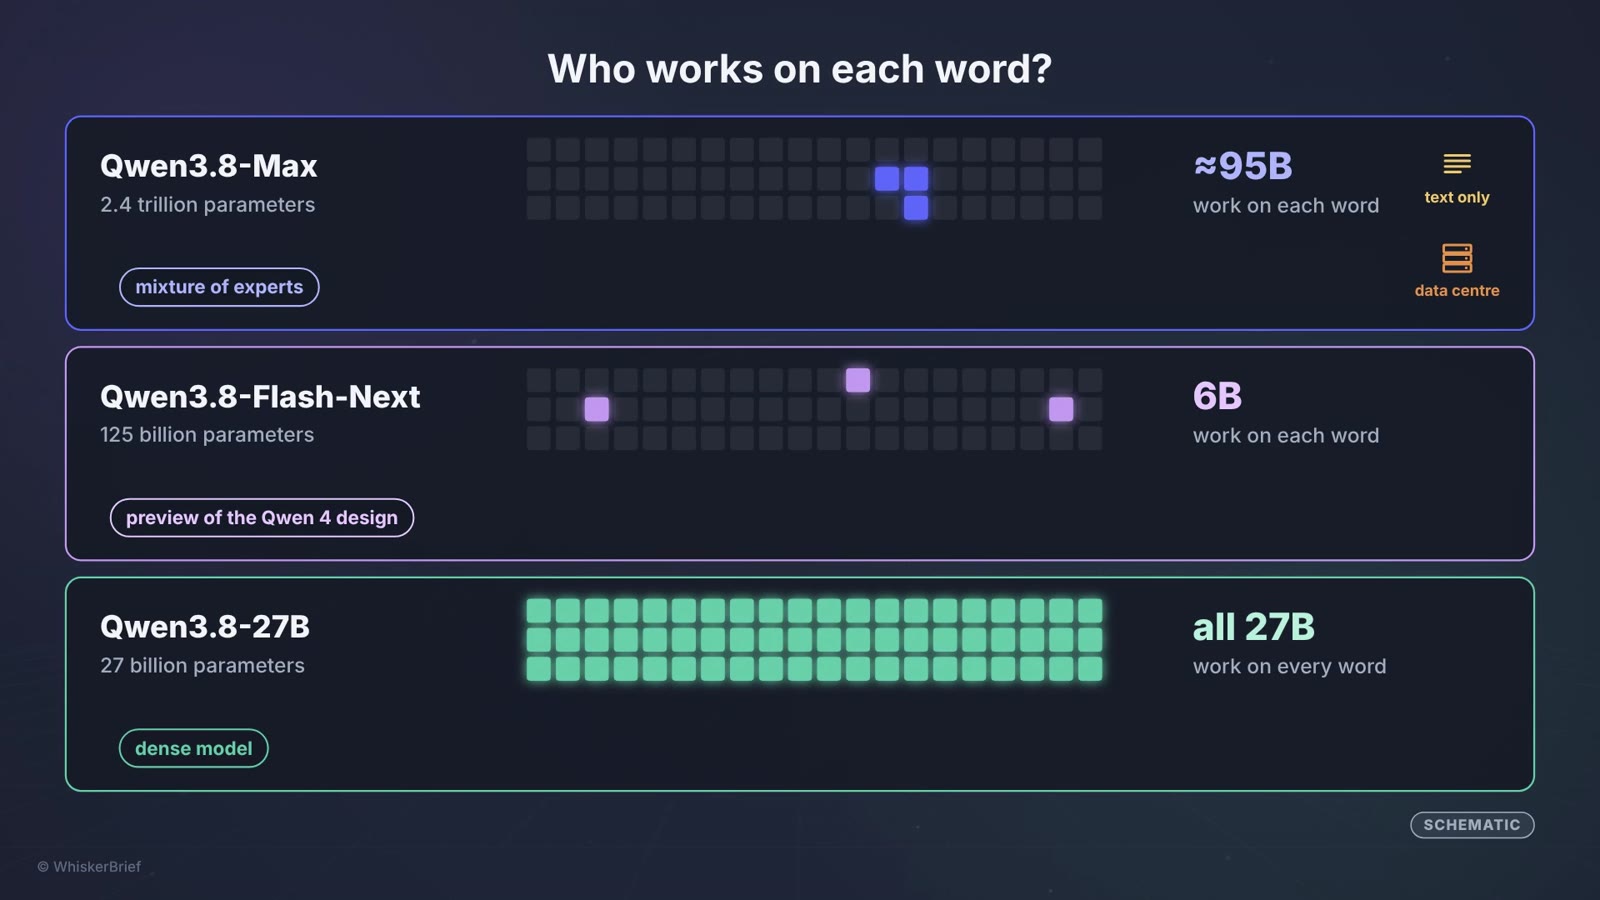 Who works on each word?
Qwen3.8-Max
2.4 trillion parameters
mixture of experts
≈95B
work on each word
text only
data centre
Qwen3.8-Flash-Next
125 billion parameters
preview of the Qwen 4 design
6B
work on each word
Qwen3.8-27B
27 billion parameters
dense model
all 27B
work on every word
SCHEMATIC
© WhiskerBrief